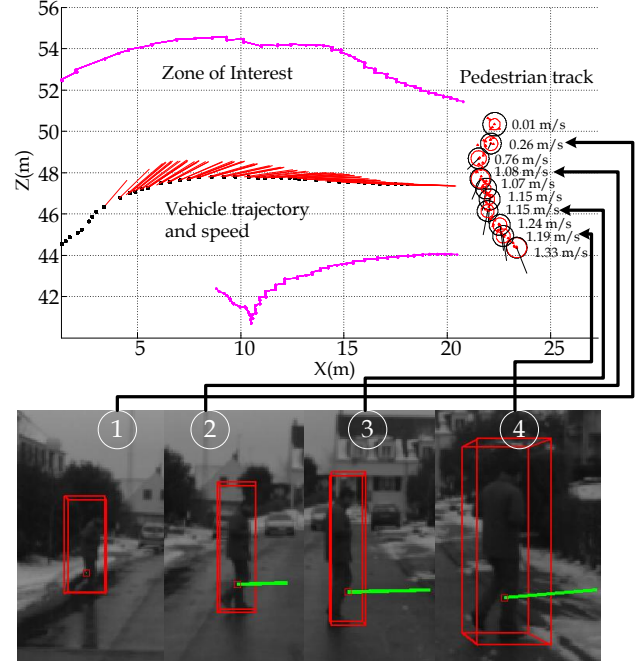 56
54
Zone of Interest
Pedestrian track
52
50
0.01 m/s
0.26 m/s
0.76 m/s
48
1.08 m/s
1.07 m/s
Z(m)
1.15 m/s
46
Vehicle trajectory
and speed
1.15 m/s
1.24 m/s
1.19 m/s
44
1.33 m/s
42
5 10 15 20 25
X(m)
1 2 3 4